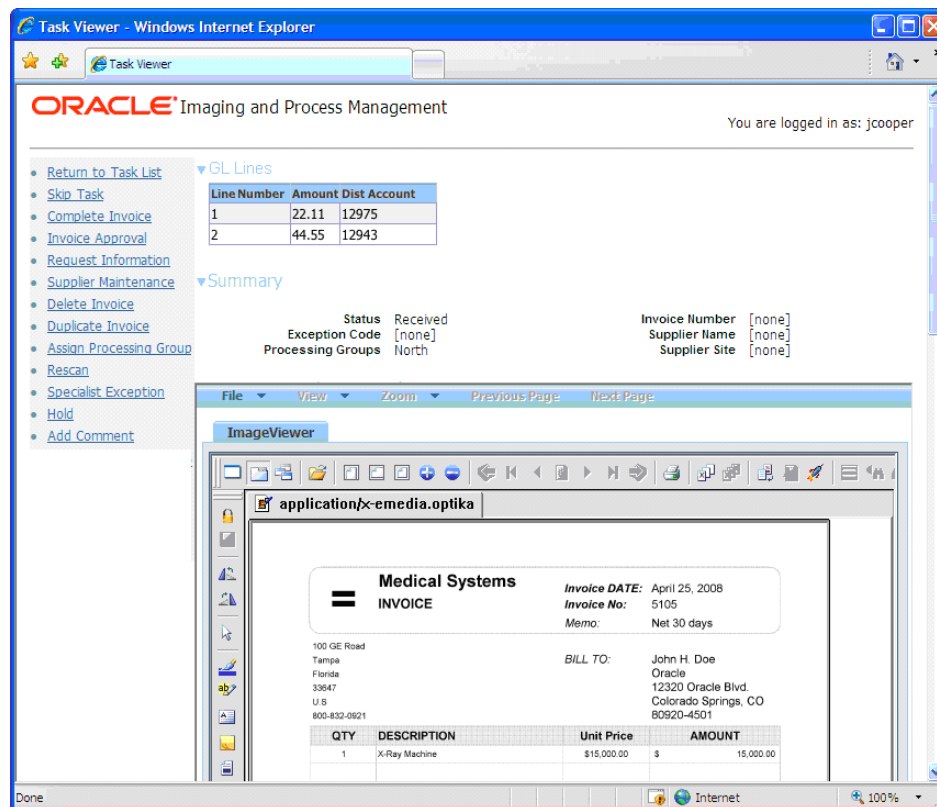 Task Viewer - Windows Internet Explorer
Task Viewer
ORACLE Imaging and Process Management
You are logged in as: jcooper
Return to Task List
Skip Task
Complete Invoice
Invoice Approval
Request Information
Supplier Maintenance
Delete Invoice
Duplicate Invoice
Assign Processing Group
Rescan
Specialist Exception
Hold
Add Comment
GL Lines
Line Number Amount Dist Account
1 22.11 12975
2 44.55 12943
Summary
Status Received Invoice Number [none]
Exception Code [none] Supplier Name [none]
Processing Groups North Supplier Site [none]
File View Zoom Previous Page Next Page
ImageViewer
application/x-emedia.optika
Medical Systems
INVOICE
Invoice DATE: April 25, 2008
Invoice No: 5105
Memo: Net 30 days
100 GE Road
Tampa
Florida
33647
U.S
800-832-0921
BILL TO: John H. Doe
Oracle
12320 Oracle Blvd.
Colorado Springs, CO
80920-4501
QTY DESCRIPTION Unit Price AMOUNT
1 X-Ray Machine $15,000.00 $ 15,000.00
Done Internet 100%